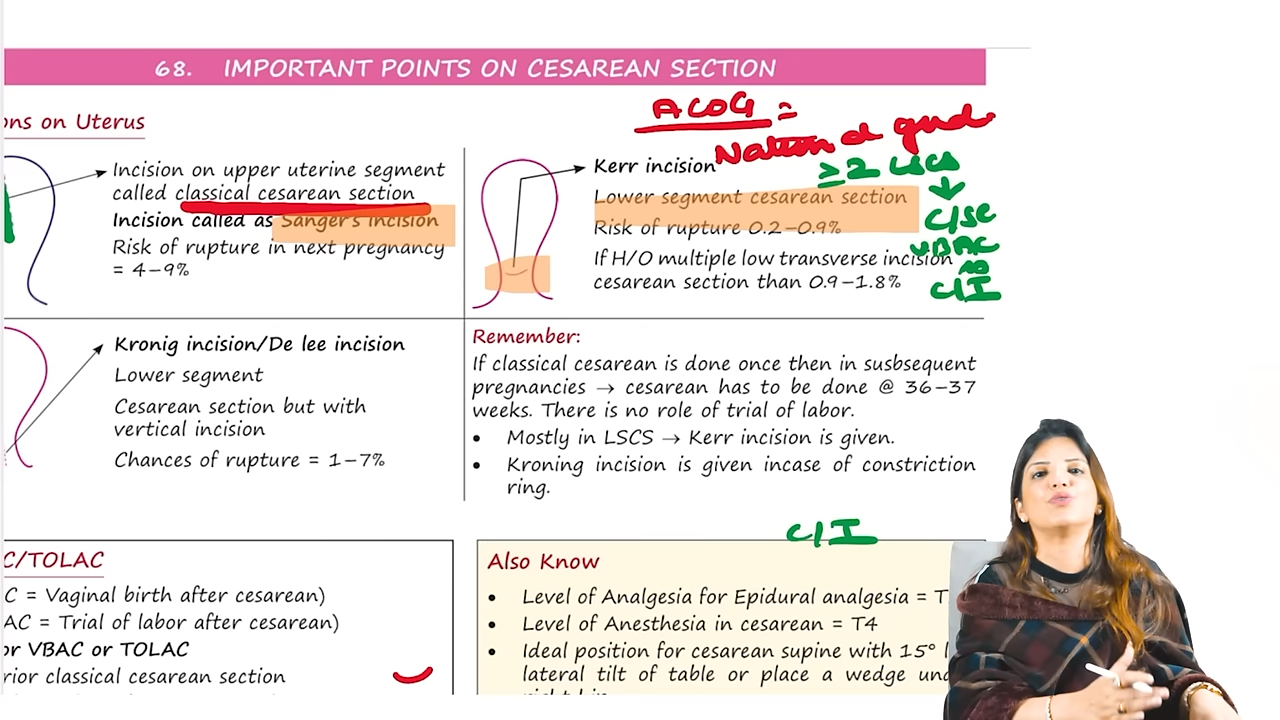 68. IMPORTANT POINTS ON CESAREAN SECTION
ACOG =
ons on Uterus
≥2 LSCS
↓
C/SC
VBAC
C/I
Incision on upper uterine segment
called classical cesarean section
Incision called as Sanger's incision
Risk of rupture in next pregnancy
= 4–9%
Kerr incision
Lower segment cesarean section
Risk of rupture 0.2–0.9%
If H/O multiple low transverse incision
cesarean section than 0.9–1.8%
Kronig incision/De lee incision
Lower segment
Cesarean section but with
vertical incision
Chances of rupture = 1–7%
Remember:
If classical cesarean is done once then in susbsequent
pregnancies → cesarean has to be done @ 36–37
weeks. There is no role of trial of labor.
• Mostly in LSCS → Kerr incision is given.
• Kroning incision is given incase of constriction
ring.
C/I
C/TOLAC
C = Vaginal birth after cesarean)
AC = Trial of labor after cesarean)
or VBAC or TOLAC
rior classical cesarean section
Also Know
• Level of Analgesia for Epidural analgesia = T
• Level of Anesthesia in cesarean = T4
• Ideal position for cesarean supine with 15° l
lateral tilt of table or place a wedge und